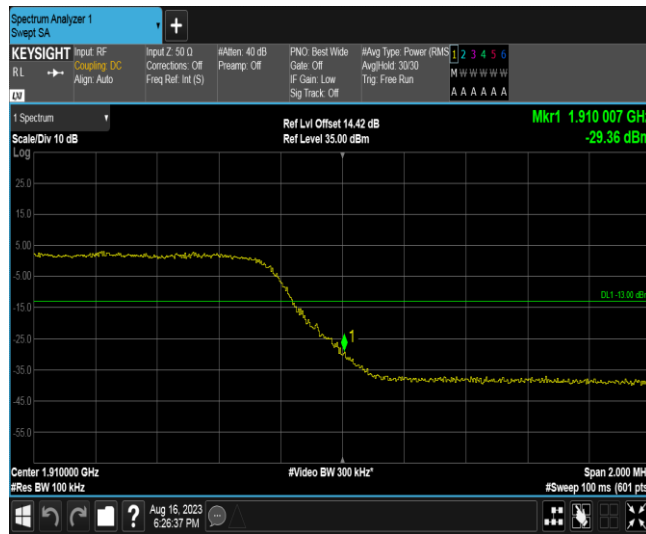 Spectrum Analyzer 1
Swept SA
KEYSIGHT
RL
LXI
Input: RF
Coupling: DC
Align: Auto
Input Z: 50 Ω
Corrections: Off
Freq Ref: Int (S)
#Atten: 40 dB
Preamp: Off
PNO: Best Wide
Gate: Off
IF Gain: Low
Sig Track: Off
#Avg Type: Power (RMS
Avg|Hold: 30/30
Trig: Free Run
1 2 3 4 5 6
M W W W W W
A A A A A A
1 Spectrum
Scale/Div 10 dB
Log
Ref Lvl Offset 14.42 dB
Ref Level 35.00 dBm
Mkr1 1.910 007 GH
-29.36 dBm
25.0
15.0
5.00
-5.00
-15.0
-25.0
-35.0
-45.0
-55.0
DL1 -13.00 dBm
1
Center 1.910000 GHz
#Res BW 100 kHz
#Video BW 300 kHz*
Span 2.000 MH
#Sweep 100 ms (601 pts
?
Aug 16, 2023
6:26:37 PM